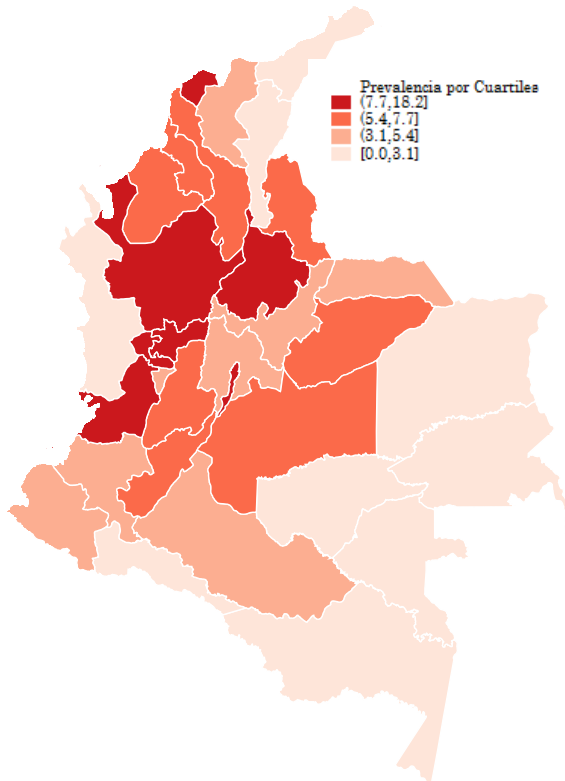 Prevalencia por Cuartiles
(7.7,18.2]
(5.4,7.7]
(3.1,5.4]
[0.0,3.1]